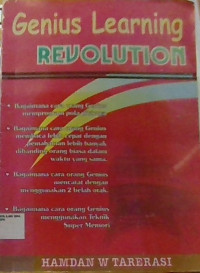 Genius Learning
REVOLUTION
• Bagaimana cara orang Genius
• Bagaimana cara orang Genius
membaca lebih cepat dengan
pemahaman lebih banyak
dibanding orang biasa dalam
waktu yang sama.
• Bagaimana cara orang Genius
mencatat dengan
menggunakan 2 belah otak.
• Bagaimana cara orang Genius
menggunakan Teknik
Super Memori
HAMDAN W TARERASI